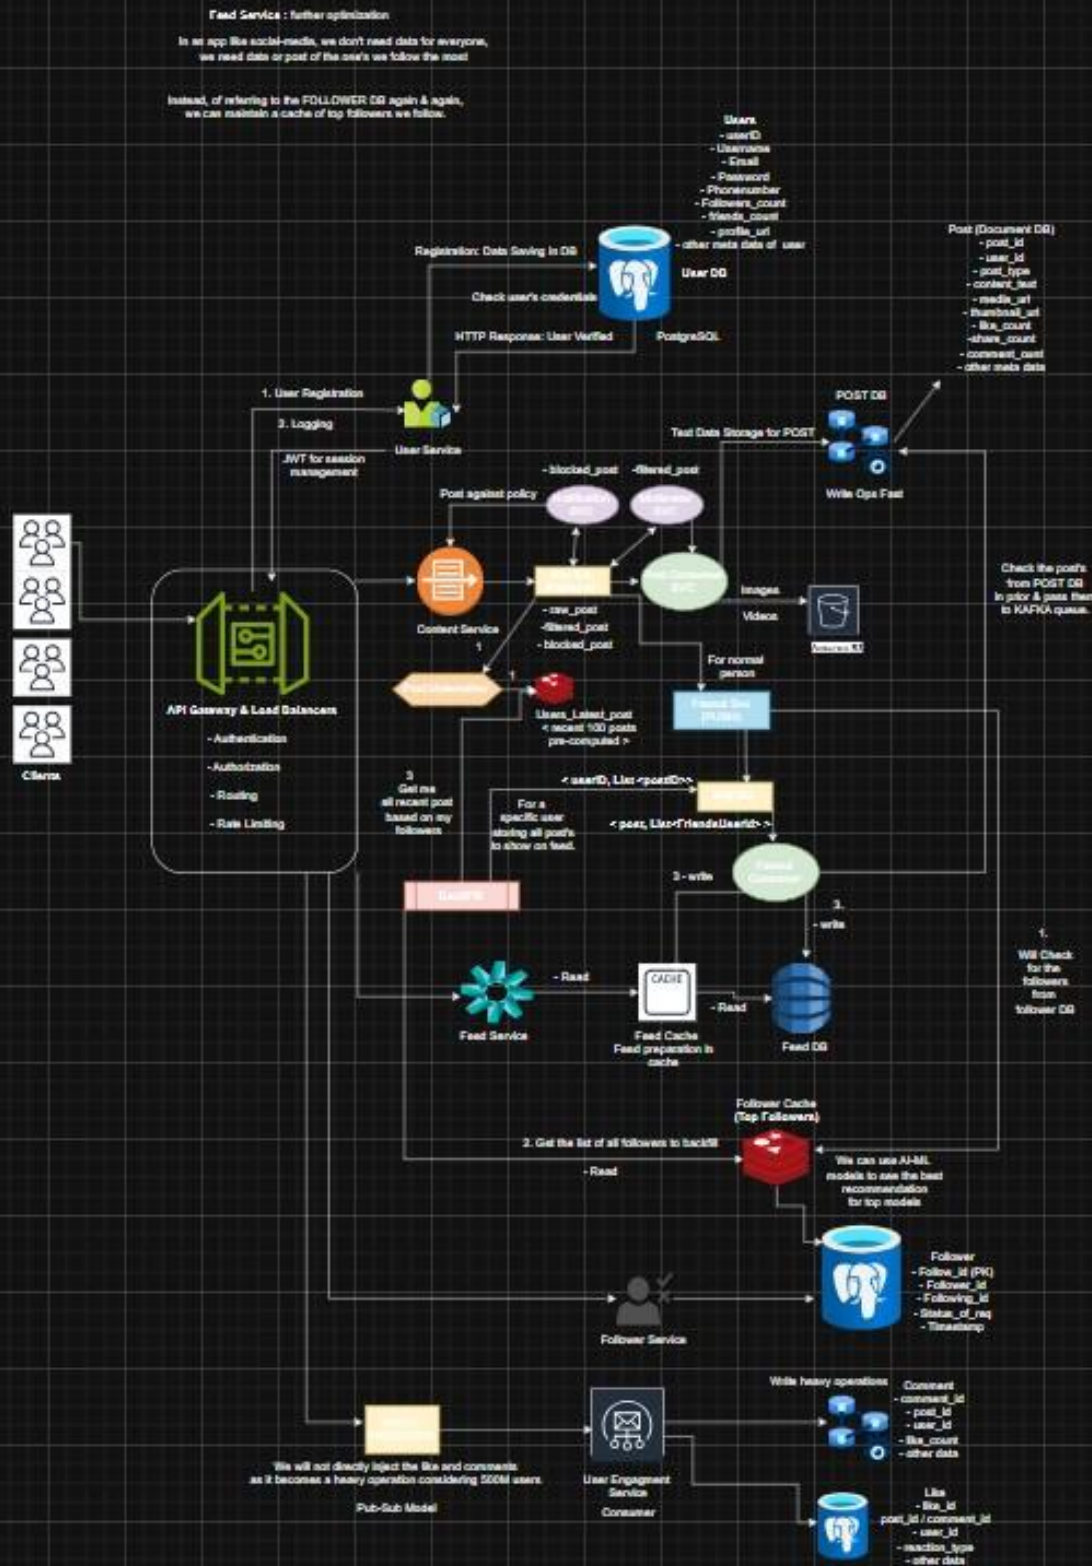 Feed Service : further optimization
In an app like social-media, we don't need data for everyone,
we need data or post of the one's we follow the most
Instead, of referring to the FOLLOWER DB again & again,
we can maintain a cache of top followers we follow.
Users
- userID
- Username
- Email
- Password
- Phonenumber
- Followers_count
- friends_count
- profile_url
- other meta data of user
User DB
PostgreSQL
Registration: Data Saving in DB
Check user's credentials
HTTP Response: User Verified
Post (Document DB)
- post_id
- user_id
- post_type
- content_text
- media_url
- thumbnail_url
- like_count
-share_count
- comment_ount
- other meta data
1. User Registration
2. Logging
JWT for session
management
User Service
POST DB
Text Data Storage for POST
Write Ops Fast
- blocked_post
-filtered_post
Post against policy
Content Service
- raw_post
-filtered_post
- blocked_post
Images
Videos
Amazon S3
Check the post's
from POST DB
in prior & pass then
to KAFKA queue.
1
1
Users_Latest_post
< recent 100 posts
pre-computed >
For normal
person
API Gateway & Load Balancers
- Authentication
- Authorization
- Routing
- Rate Limiting
Clients
3
Get me
all recent post
based on my
followers
For a
specific user
storing all post's
to show on feed.
< userID, List <postID>>
< post, List<FriendsUserId> >
3 - write
3.
- write
1.
Will Check
for the
followers
from
follower DB
Feed Service
- Read
CACHE
Feed Cache
Feed preparation in
cache
- Read
Feed DB
Follower Cache
(Top Followers)
2. Get the list of all followers to backfill
- Read
We can use AI-ML
models to see the best
recommendation
for top models
Follower
- Follow_id (PK)
- Follower_id
- Following_id
- Status_of_req
- Timestamp
Follower Service
Write heavy operations
Comment
- comment_id
- post_id
- user_id
- like_count
- other data
We will not directly inject the like and comments
as it becomes a heavy operation considering 500M users
Pub-Sub Model
User Engagment
Service
Consumer
Like
- like_id
post_id / comment_id
- user_id
- reaction_type
- other data